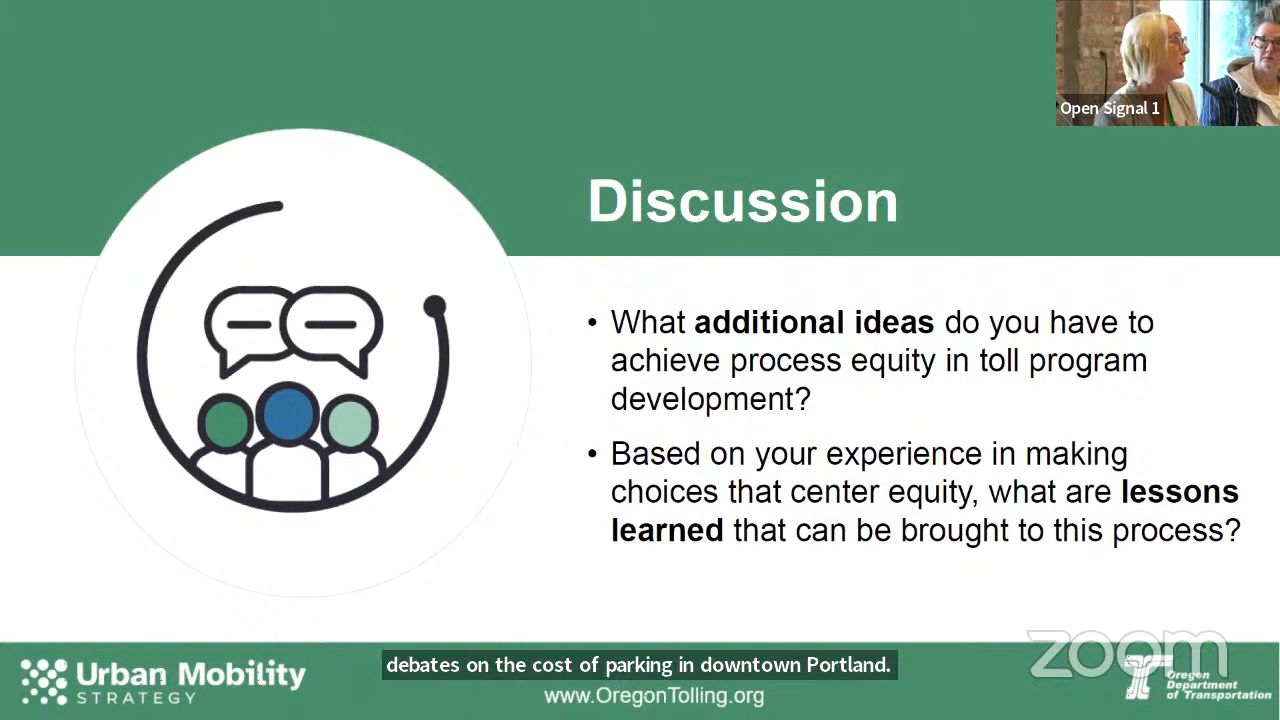 Open Signal 1
Discussion
• What additional ideas do you have to
achieve process equity in toll program
development?
• Based on your experience in making
choices that center equity, what are lessons
learned that can be brought to this process?
zoom
Urban Mobility
STRATEGY
debates on the cost of parking in downtown Portland.
www.OregonTolling.org
Oregon
Department
of Transportation